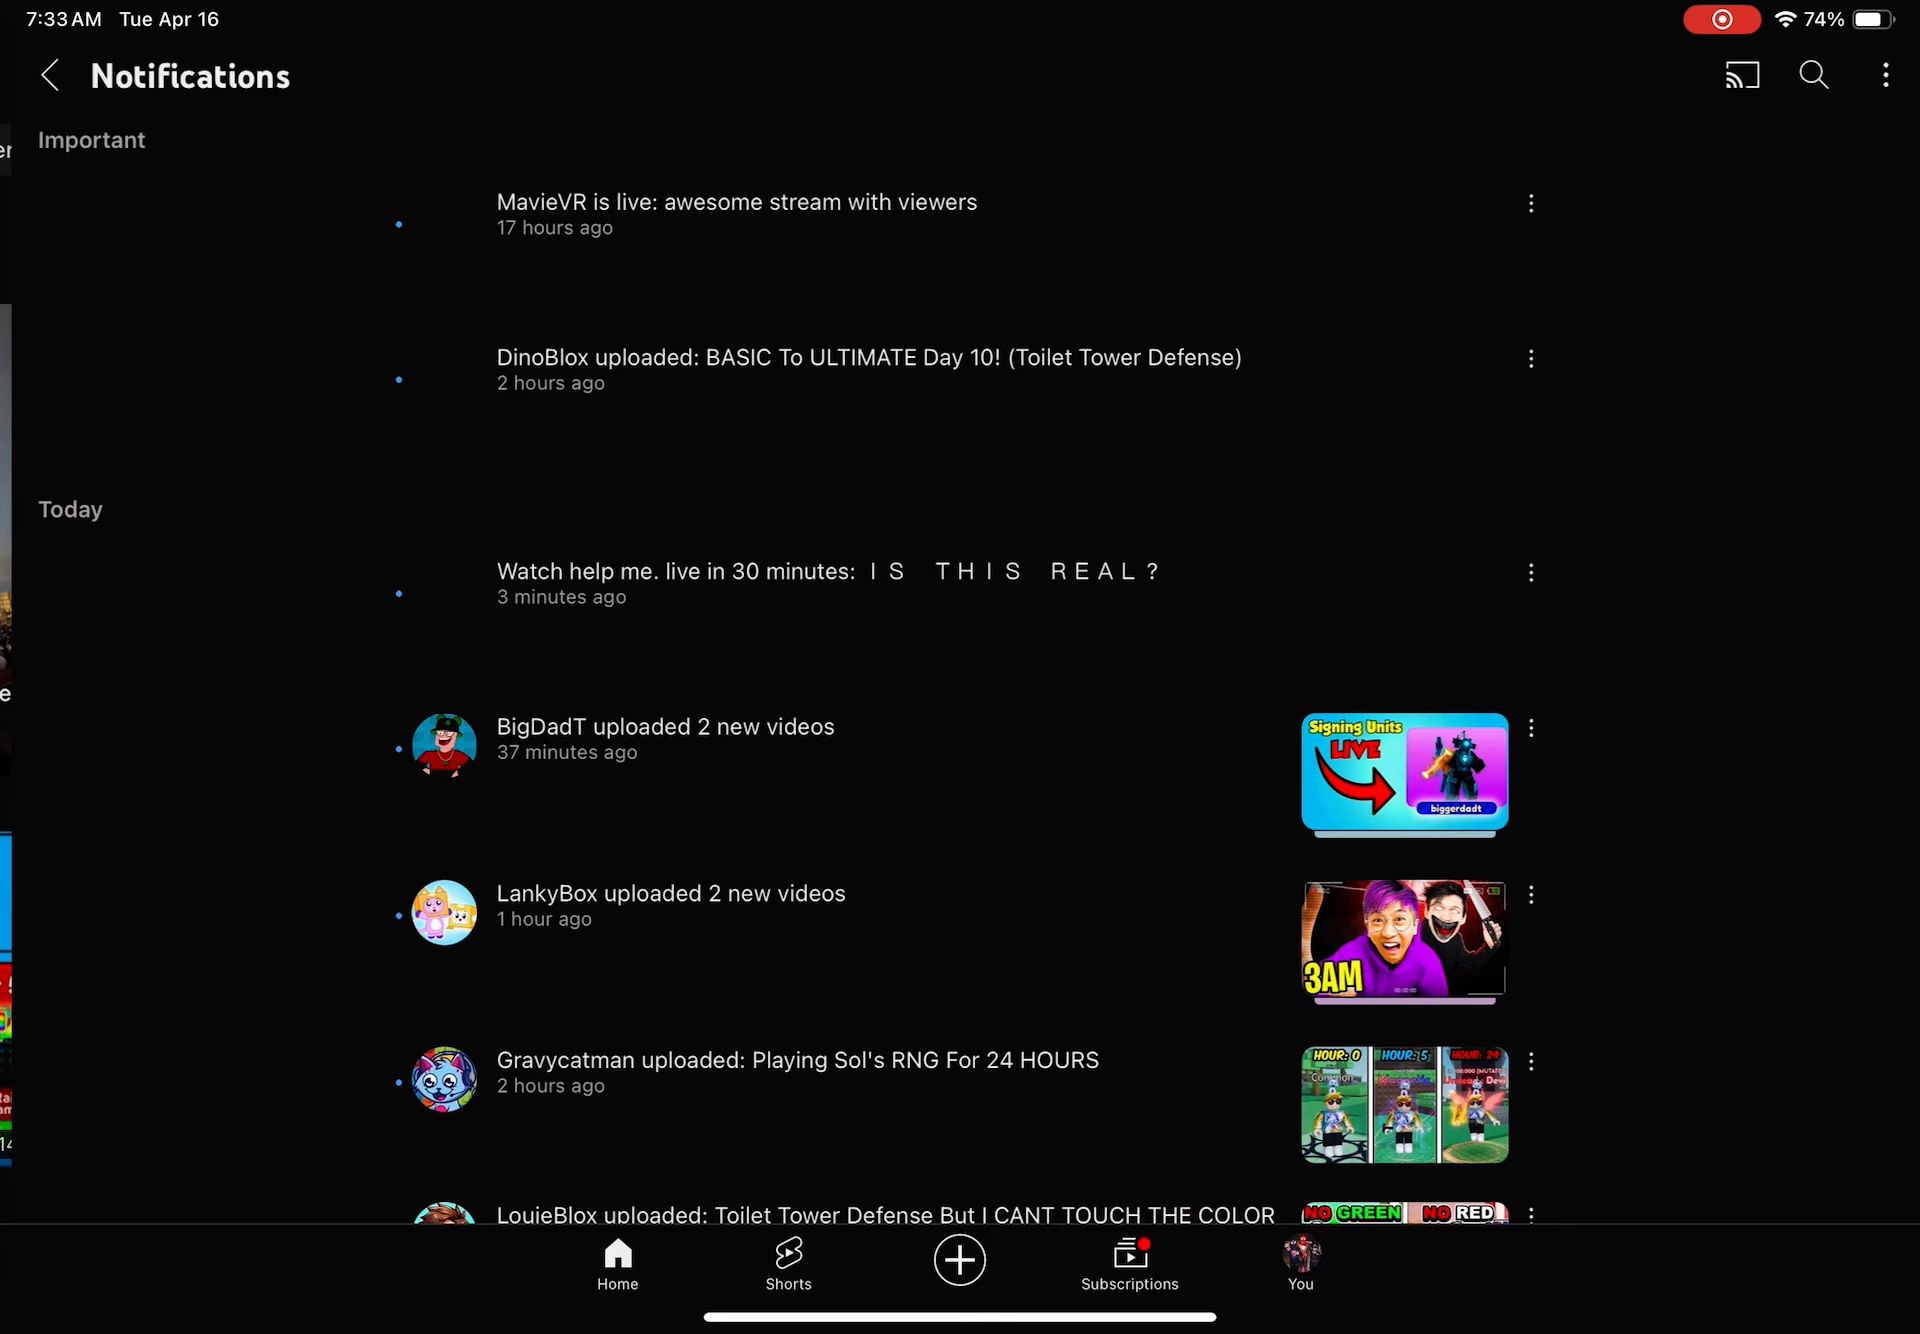 7:33 AM Tue Apr 16
74%
Notifications
Important
MavieVR is live: awesome stream with viewers
17 hours ago
DinoBlox uploaded: BASIC To ULTIMATE Day 10! (Toilet Tower Defense)
2 hours ago
Today
Watch help me. live in 30 minutes: I S T H I S R E A L ?
3 minutes ago
BigDadT uploaded 2 new videos
37 minutes ago
Signing Units
LIVE
biggerdadt
LankyBox uploaded 2 new videos
1 hour ago
3AM
Gravycatman uploaded: Playing Sol's RNG For 24 HOURS
2 hours ago
HOUR: 0 HOUR: 5 HOUR: 24
Common
LouieBlox uploaded: Toilet Tower Defense But I CANT TOUCH THE COLOR
NO GREEN NO RED
Home
Shorts
Subscriptions
You